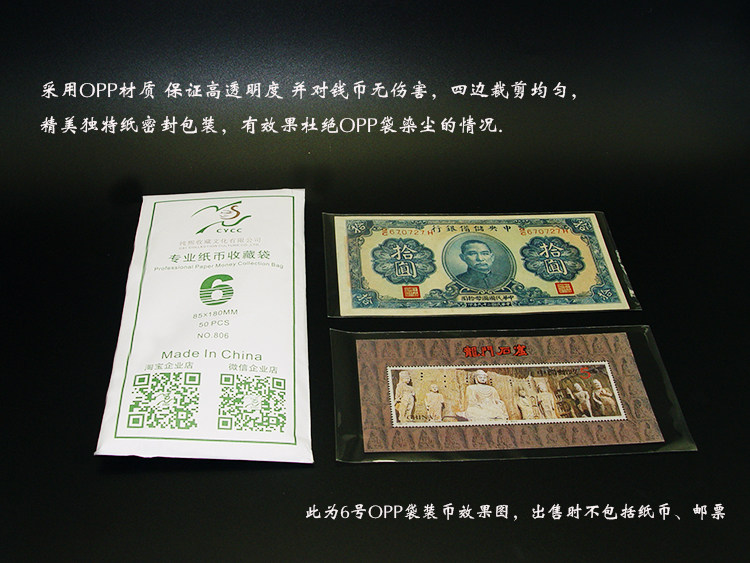 采用OPP材质 保证高透明度 并对钱币无伤害，四边裁剪均匀，
精美独特纸密封包装，有效果杜绝OPP袋染尘的情况.
CYCC
专业纸币收藏袋
Professional Paper Money Collection Bag
6
85X180MM
50 PCS
NO.806
Made In China
淘宝企业店 微信企业店
行銀備儲央中
670727H 670727H
拾圓 拾圓
龍門石窟
CHINA
此为6号OPP袋装币效果图，出售时不包括纸币、邮票